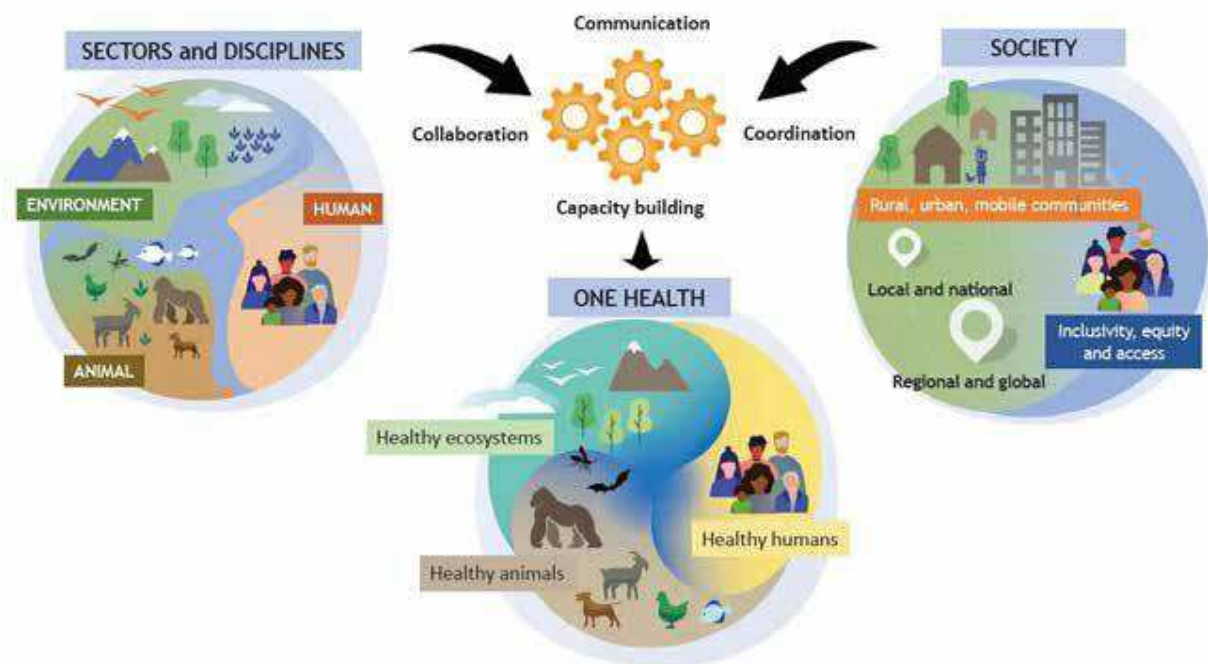 Communication
SECTORS and DISCIPLINES
SOCIETY
Collaboration
Coordination
ENVIRONMENT
HUMAN
Capacity building
Rural, urban, mobile communities
Local and national
ONE HEALTH
Inclusivity, equity
and access
ANIMAL
Regional and global
Healthy ecosystems
Healthy humans
Healthy animals